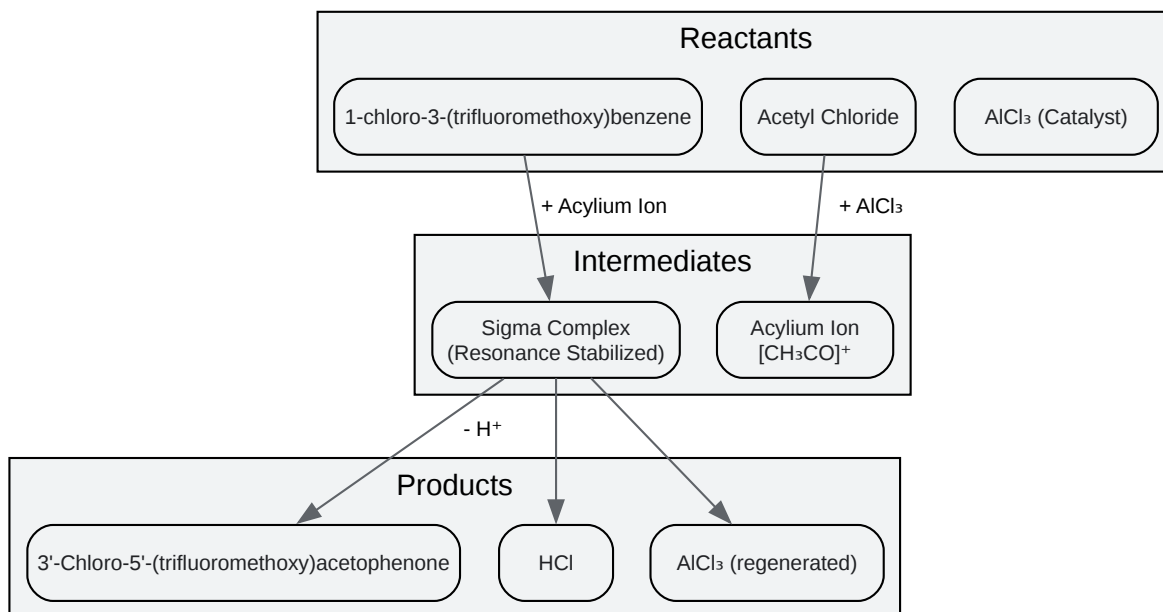 Reactants
1-chloro-3-(trifluoromethoxy)benzene
Acetyl Chloride
AlCl₃ (Catalyst)
+ Acylium Ion
+ AlCl₃
Intermediates
Sigma Complex
(Resonance Stabilized)
Acylium Ion
[CH₃CO]⁺
- H⁺
Products
3'-Chloro-5'-(trifluoromethoxy)acetophenone
HCl
AlCl₃ (regenerated)